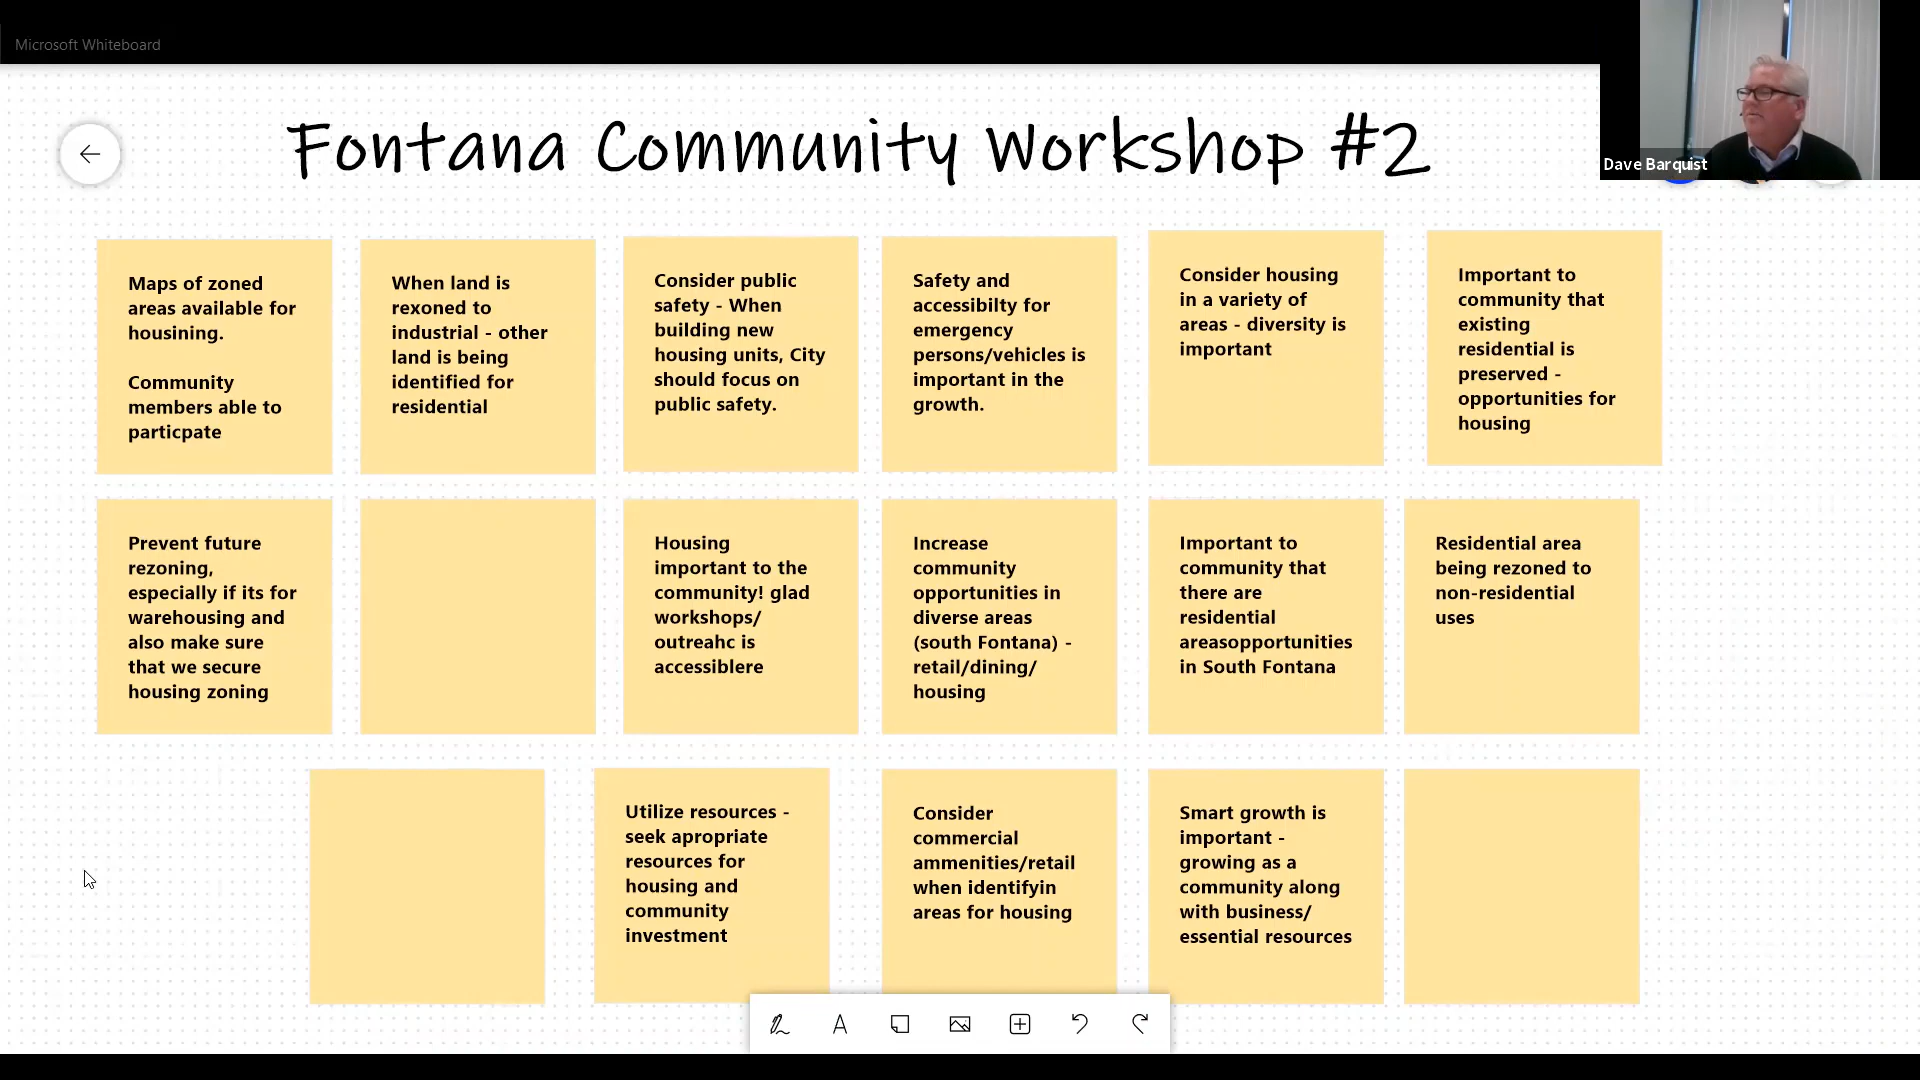 Microsoft Whiteboard
Fontana Community Workshop #2
Dave Barquist
Maps of zoned
areas available for
housining.
Community
members able to
particpate
When land is
rexoned to
industrial - other
land is being
identified for
residential
Consider public
safety - When
building new
housing units, City
should focus on
public safety.
Safety and
accessibilty for
emergency
persons/vehicles is
important in the
growth.
Consider housing
in a variety of
areas - diversity is
important
Important to
community that
existing
residential is
preserved -
opportunities for
housing
Prevent future
rezoning,
especially if its for
warehousing and
also make sure
that we secure
housing zoning
Housing
important to the
community! glad
workshops/
outreahc is
accessiblere
Increase
community
opportunities in
diverse areas
(south Fontana) -
retail/dining/
housing
Important to
community that
there are
residential
areasopportunities
in South Fontana
Residential area
being rezoned to
non-residential
uses
Utilize resources -
seek apropriate
resources for
housing and
community
investment
Consider
commercial
ammenities/retail
when identifyin
areas for housing
Smart growth is
important -
growing as a
community along
with business/
essential resources